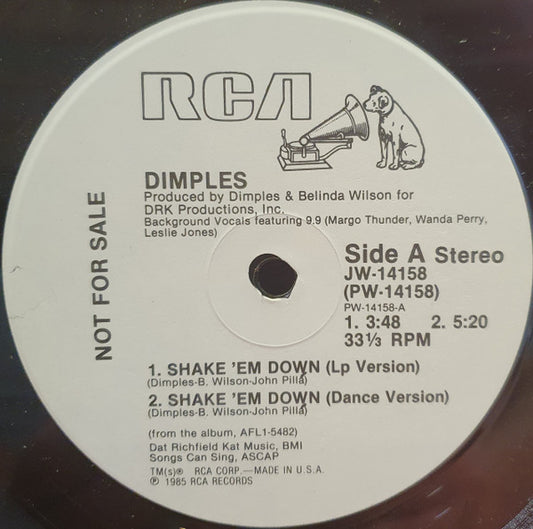 RCA
NOT FOR SALE
DIMPLES
Produced by Dimples & Belinda Wilson for
DRK Productions, Inc.
Background Vocals featuring 9.9 (Margo Thunder, Wanda Perry,
Leslie Jones)
Side A Stereo
JW-14158
(PW-14158)
PW-14158-A
1. 3:48 2. 5:20
33⅓ RPM
1. SHAKE 'EM DOWN (Lp Version)
(Dimples-B. Wilson-John Pilla)
2. SHAKE 'EM DOWN (Dance Version)
(Dimples-B. Wilson-John Pilla)
(from the album, AFL1-5482)
Dat Richfield Kat Music, BMI
Songs Can Sing, ASCAP
TM(s)® RCA CORP.—MADE IN U.S.A.
℗ 1985 RCA RECORDS